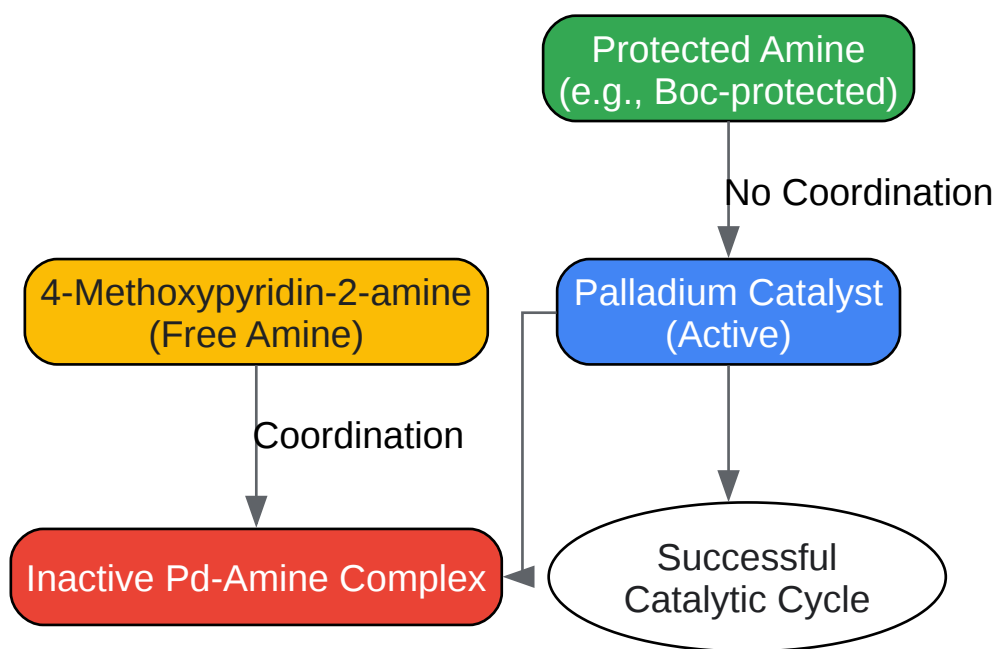 Protected Amine
(e.g., Boc-protected)
No Coordination
4-Methoxypyridin-2-amine
(Free Amine)
Palladium Catalyst
(Active)
Coordination
Inactive Pd-Amine Complex
Successful
Catalytic Cycle